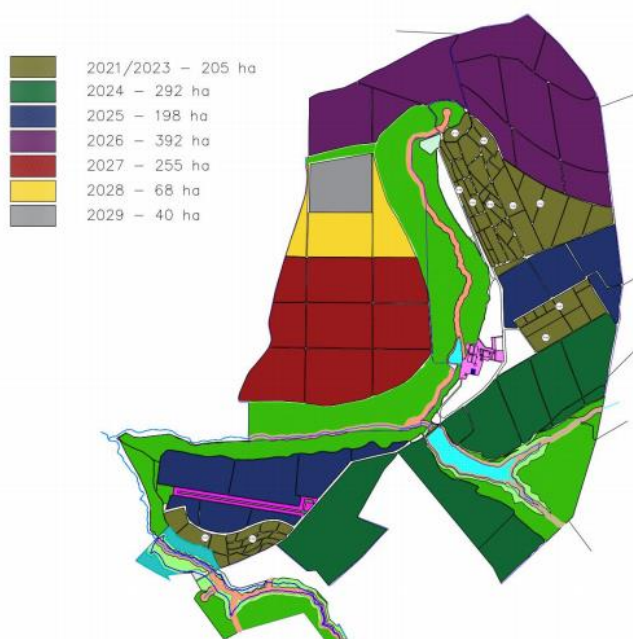 2021/2023 – 205 ha
2024 – 292 ha
2025 – 198 ha
2026 – 392 ha
2027 – 255 ha
2028 – 68 ha
2029 – 40 ha